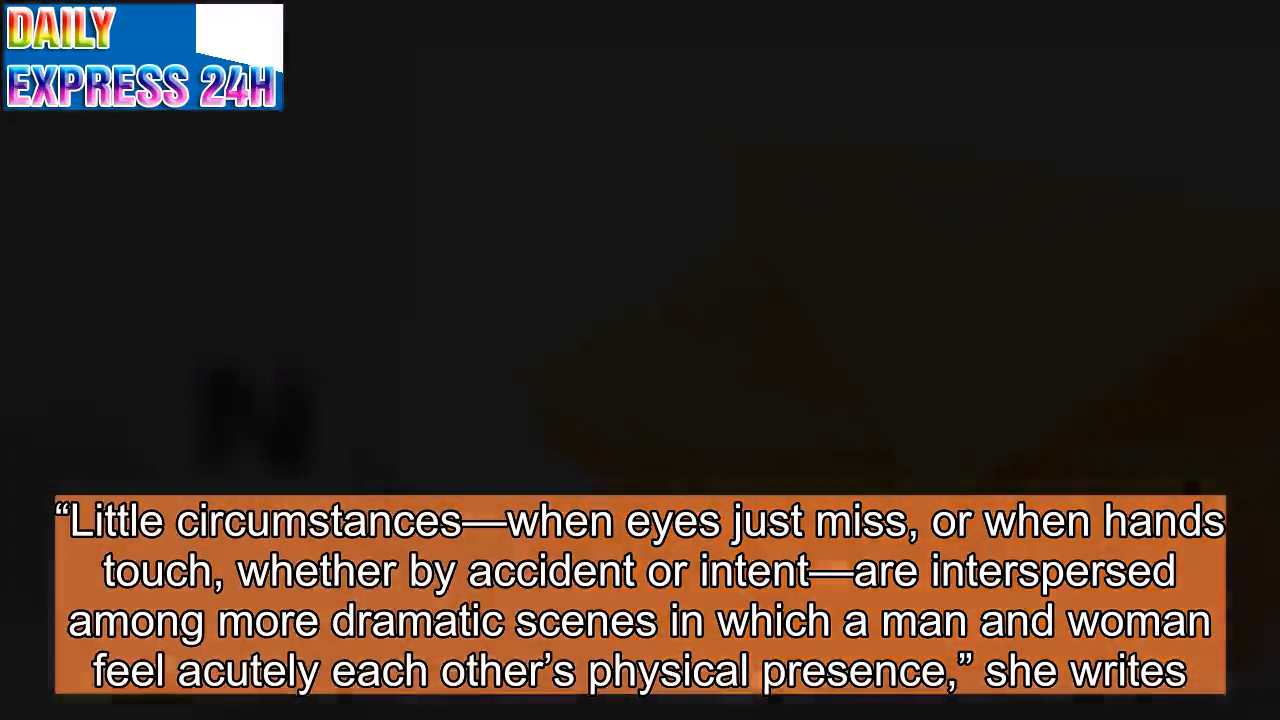 DAILY
EXPRESS 24H
N
“Little circumstances—when eyes just miss, or when hands
touch, whether by accident or intent—are interspersed
among more dramatic scenes in which a man and woman
feel acutely each other’s physical presence,” she writes